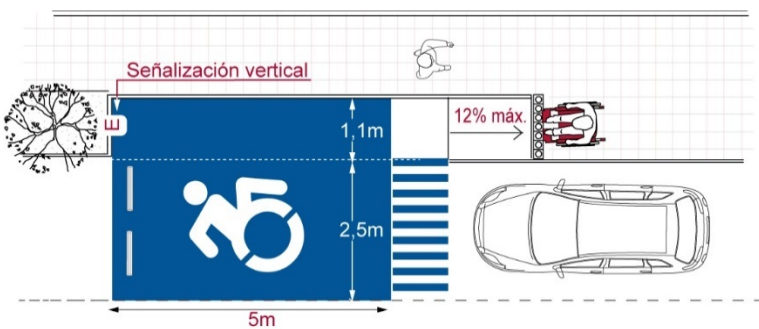 Señalización vertical
E
1,1m
12% máx.
2,5m
5m